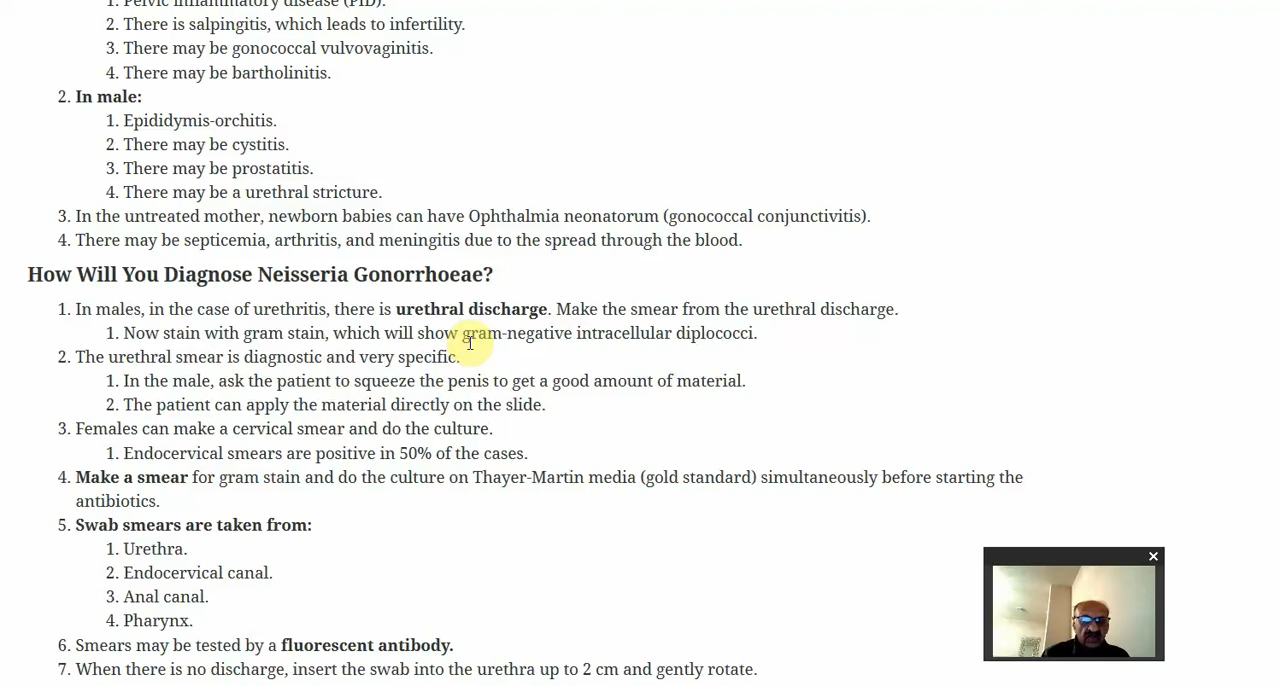 1. Pelvic inflammatory disease (PID).
2. There is salpingitis, which leads to infertility.
3. There may be gonococcal vulvovaginitis.
4. There may be bartholinitis.
2. In male:
1. Epididymis-orchitis.
2. There may be cystitis.
3. There may be prostatitis.
4. There may be a urethral stricture.
3. In the untreated mother, newborn babies can have Ophthalmia neonatorum (gonococcal conjunctivitis).
4. There may be septicemia, arthritis, and meningitis due to the spread through the blood.
How Will You Diagnose Neisseria Gonorrhoeae?
1. In males, in the case of urethritis, there is urethral discharge. Make the smear from the urethral discharge.
1. Now stain with gram stain, which will show gram-negative intracellular diplococci.
2. The urethral smear is diagnostic and very specific.
1. In the male, ask the patient to squeeze the penis to get a good amount of material.
2. The patient can apply the material directly on the slide.
3. Females can make a cervical smear and do the culture.
1. Endocervical smears are positive in 50% of the cases.
4. Make a smear for gram stain and do the culture on Thayer-Martin media (gold standard) simultaneously before starting the
antibiotics.
5. Swab smears are taken from:
1. Urethra.
2. Endocervical canal.
3. Anal canal.
4. Pharynx.
6. Smears may be tested by a fluorescent antibody.
7. When there is no discharge, insert the swab into the urethra up to 2 cm and gently rotate.